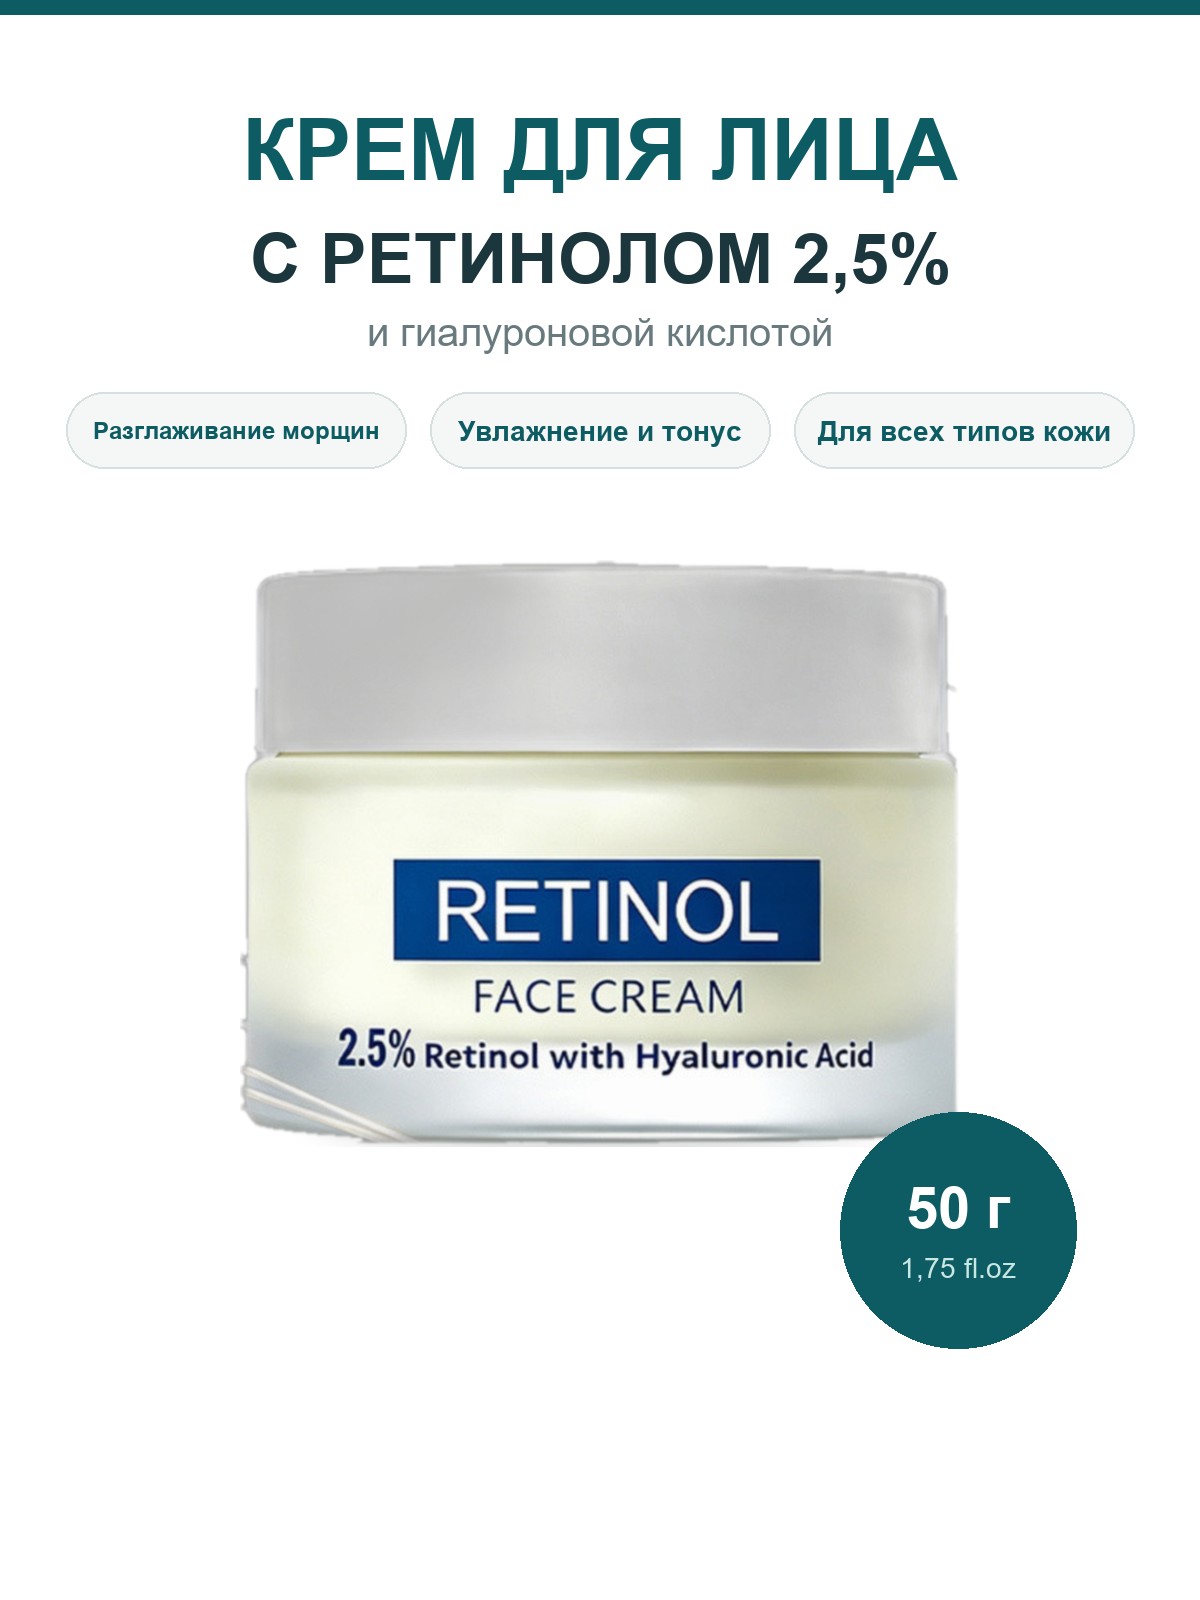 КРЕМ ДЛЯ ЛИЦА
С РЕТИНОЛОМ 2,5%
и гиалуроновой кислотой
Разглаживание морщин
Увлажнение и тонус
Для всех типов кожи
RETINOL
FACE CREAM
2.5% Retinol with Hyaluronic Acid
50 г
1,75 fl.oz